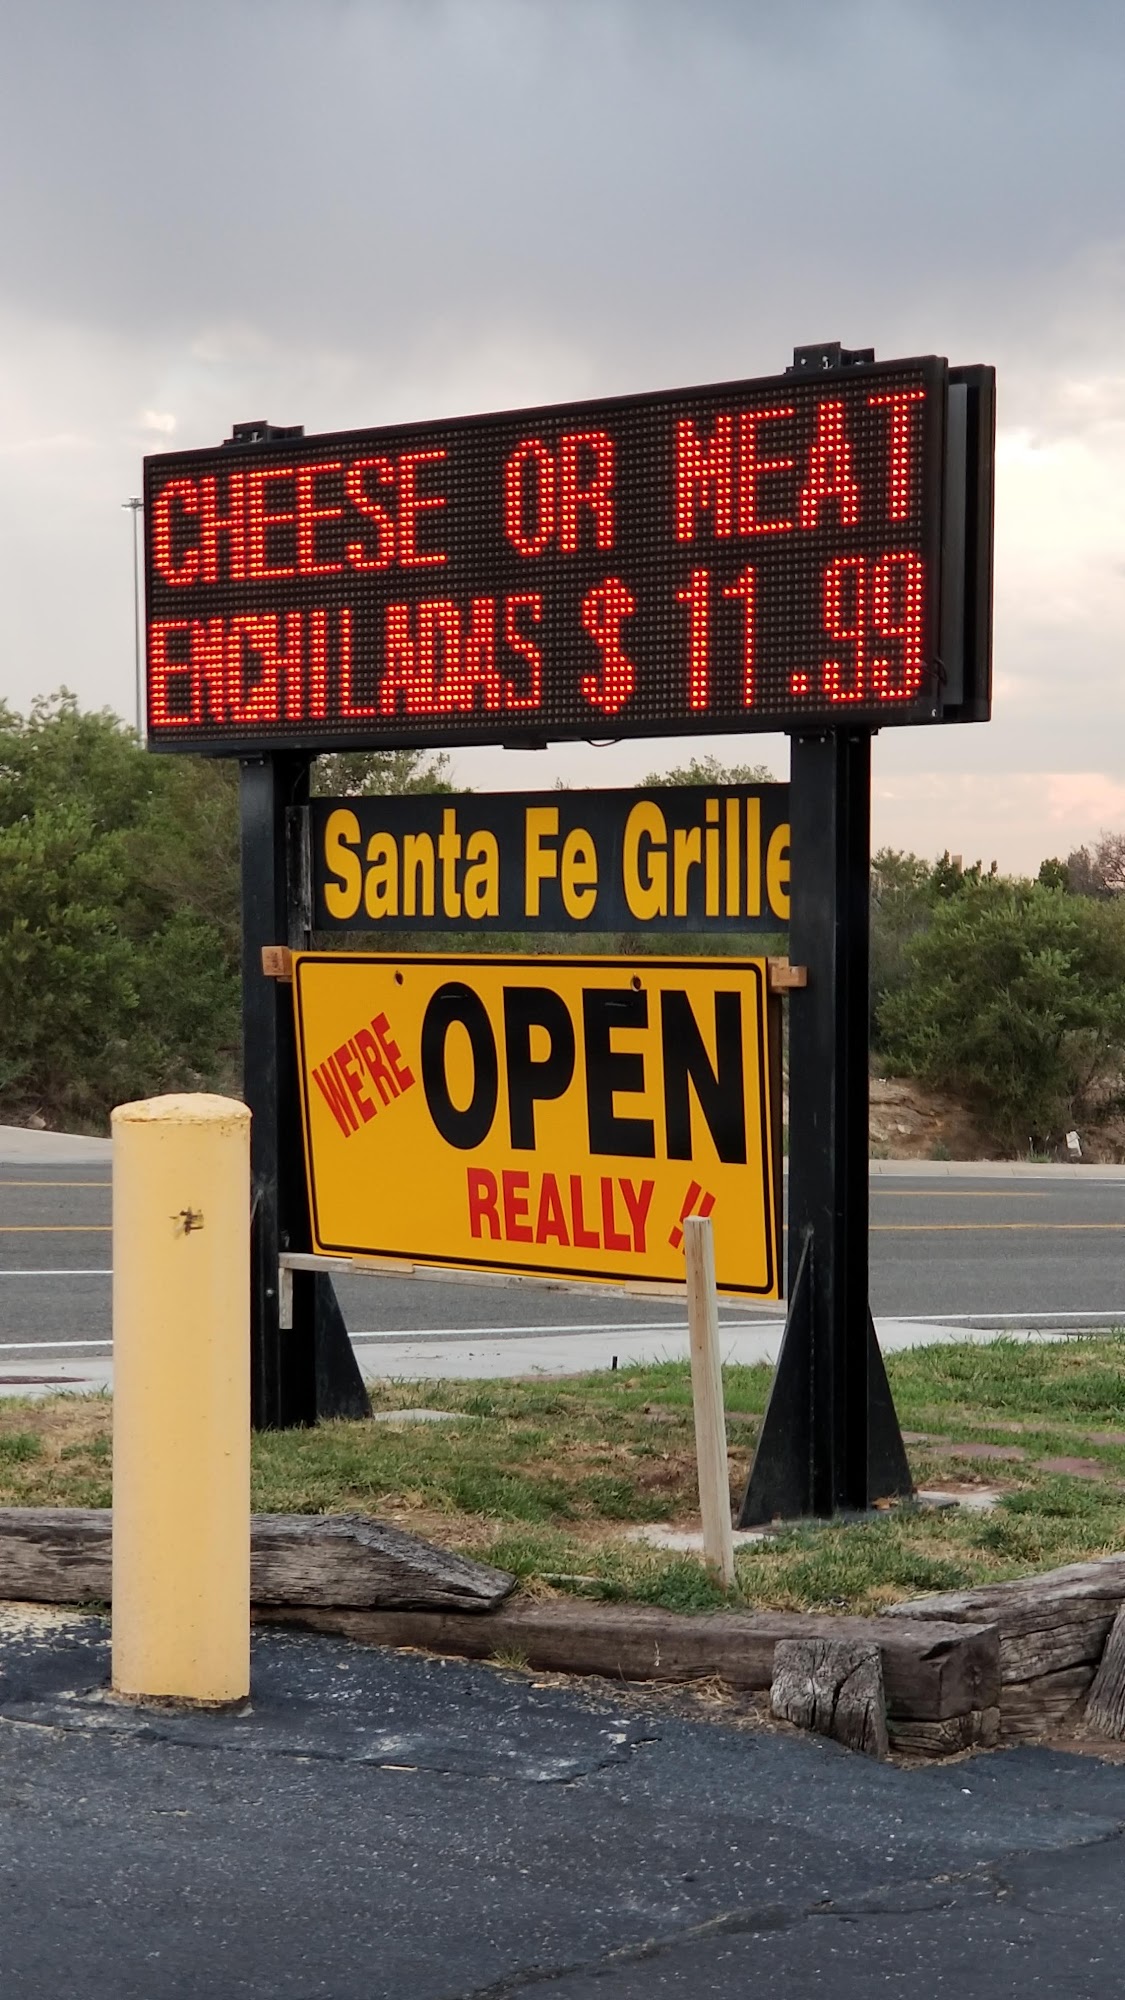 CHEESE OR MEAT
ENCHILADAS $11.99
Santa Fe Grille
WE'RE OPEN
REALLY !!